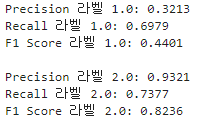 Precision 라벨 1.0: 0.3213
Recall 라벨 1.0: 0.6979
F1 Score 라벨 1.0: 0.4401
Precision 라벨 2.0: 0.9321
Recall 라벨 2.0: 0.7377
F1 Score 라벨 2.0: 0.8236